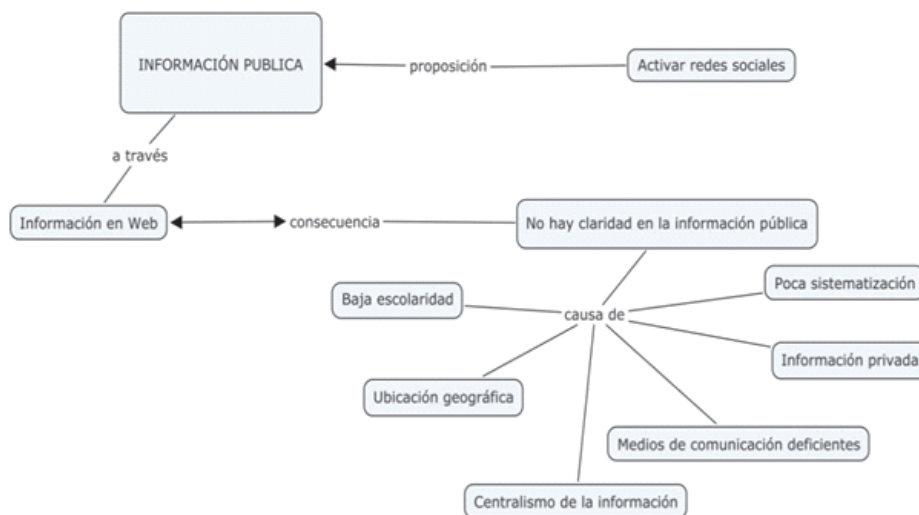 INFORMACIÓN PUBLICA
proposición
Activar redes sociales
a través
Información en Web
consecuencia
No hay claridad en la información pública
Baja escolaridad
Poca sistematización
causa de
Información privada
Ubicación geográfica
Medios de comunicación deficientes
Centralismo de la información